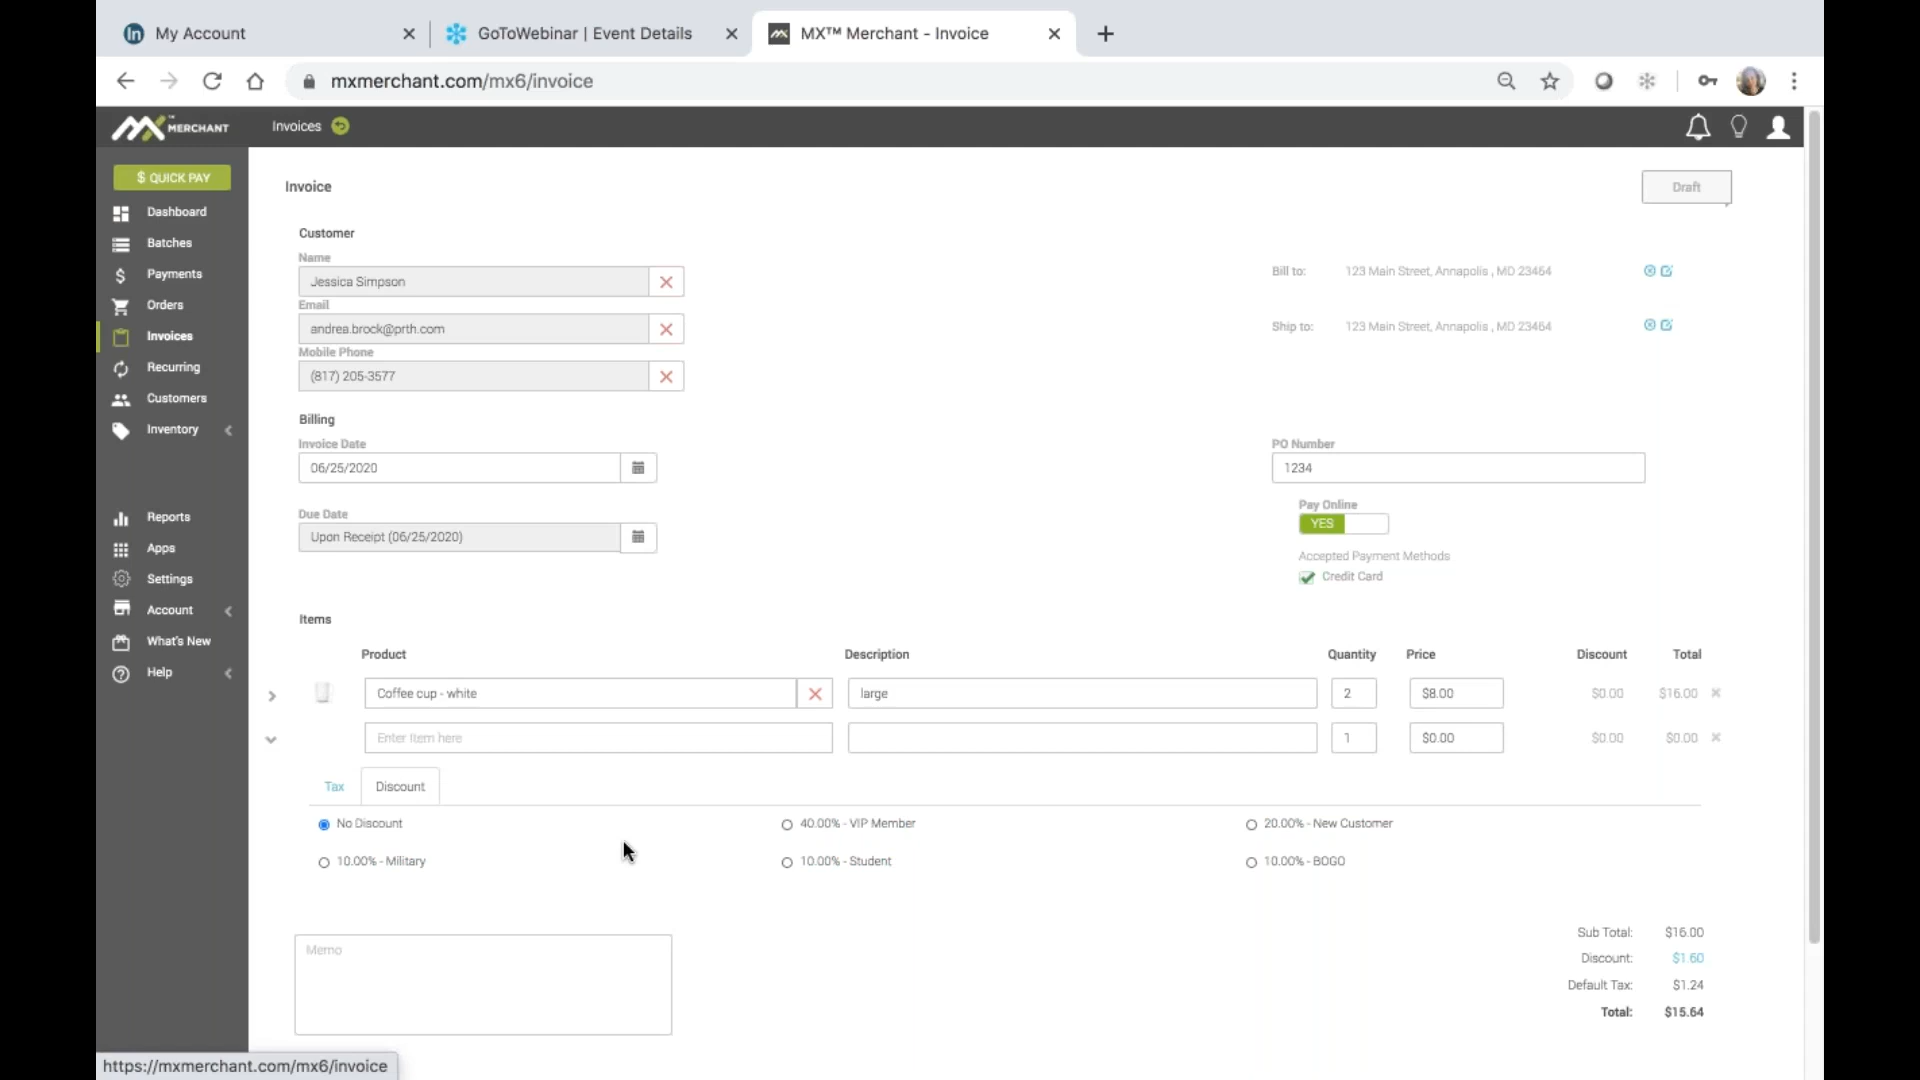 My Account
GoToWebinar | Event Details
MX™ Merchant - Invoice
mxmerchant.com/mx6/invoice
MX™ MERCHANT
Invoices
$ QUICK PAY
Dashboard
Batches
Payments
Orders
Invoices
Recurring
Customers
Inventory
Reports
Apps
Settings
Account
What's New
Help
Invoice
Draft
Customer
Name
Jessica Simpson
Email
andrea.brock@prth.com
Mobile Phone
(817) 205-3577
Bill to: 123 Main Street, Annapolis , MD 23464
Ship to: 123 Main Street, Annapolis , MD 23464
Billing
Invoice Date
06/25/2020
Due Date
Upon Receipt (06/25/2020)
PO Number
1234
Pay Online
YES
Accepted Payment Methods
Credit Card
Items
Product Description Quantity Price Discount Total
Coffee cup - white large 2 $8.00 $0.00 $16.00
Enter Item here 1 $0.00 $0.00 $0.00
Tax Discount
No Discount 40.00% - VIP Member 20.00% - New Customer
10.00% - Military 10.00% - Student 10.00% - BOGO
Memo
Sub Total: $16.00
Discount: $1.60
Default Tax: $1.24
Total: $15.64
https://mxmerchant.com/mx6/invoice